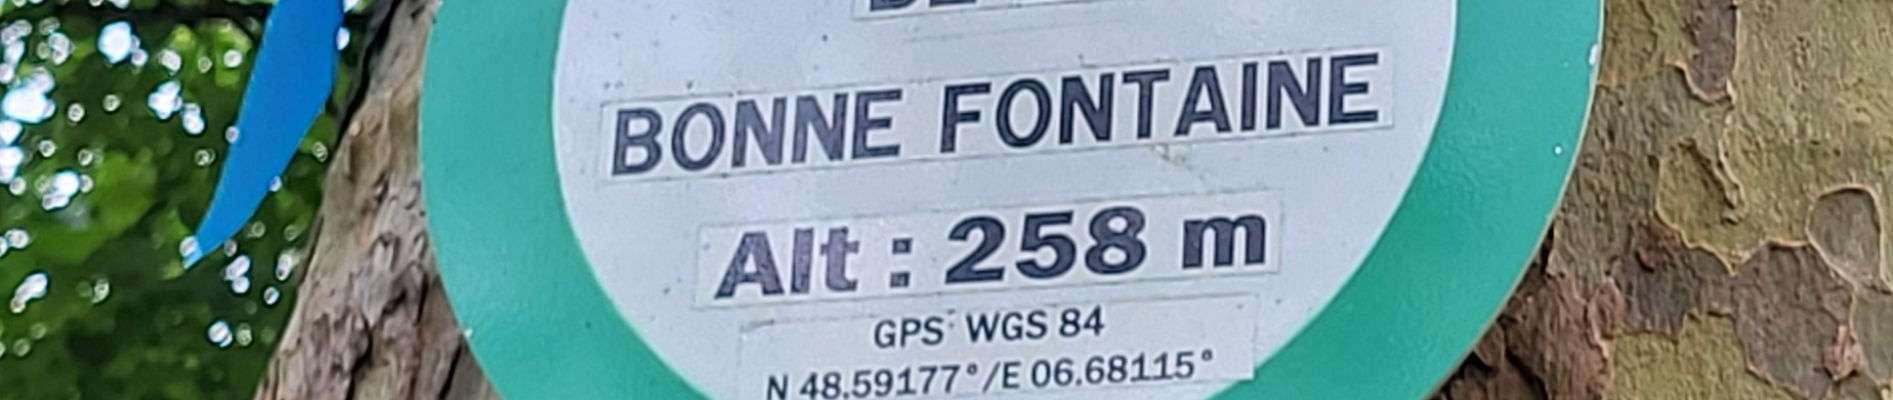 BONNE FONTAINE
Alt : 258 m
GPS WGS 84
N 48.59177°/E 06.68115°